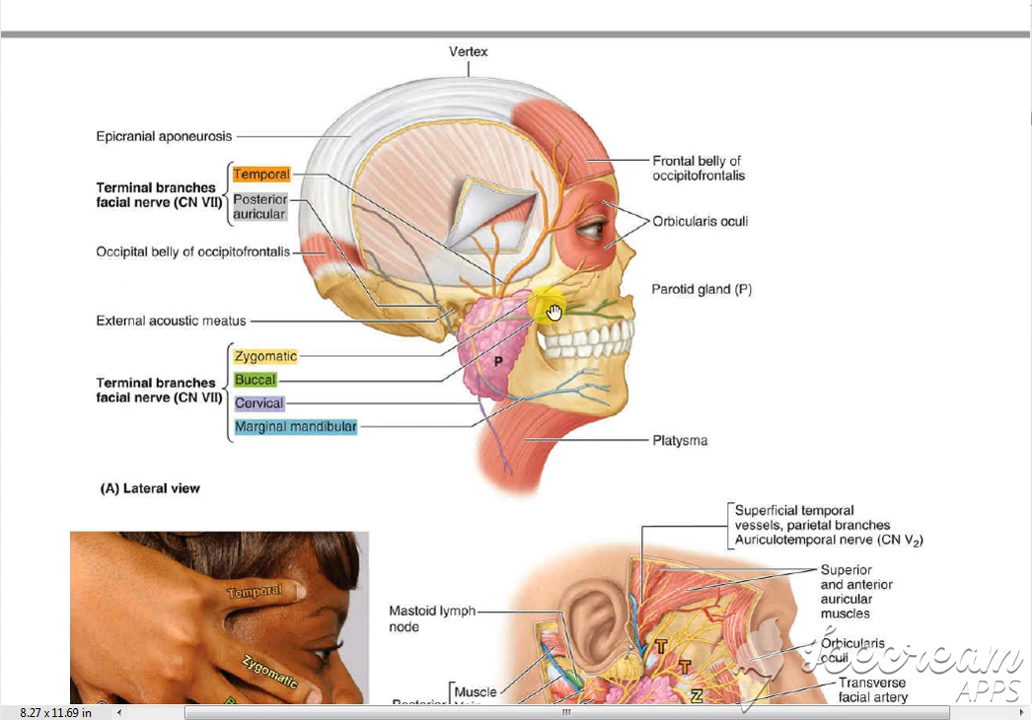 Vertex
Epicranial aponeurosis
Terminal branches
facial nerve (CN VII)
Temporal
Posterior
auricular
Occipital belly of occipitofrontalis
External acoustic meatus
Terminal branches
facial nerve (CN VII)
Zygomatic
Buccal
Cervical
Marginal mandibular
Frontal belly of
occipitofrontalis
Orbicularis oculi
Parotid gland (P)
P
Platysma
(A) Lateral view
Temporal
Zygomatic
Superficial temporal
vessels, parietal branches
Auriculotemporal nerve (CN V2)
Superior
and anterior
auricular
muscles
Mastoid lymph
node
Orbicularis
oculi
T
T
Z
Transverse
facial artery
Muscle
Icecream
APPS
8.27 x 11.69 in